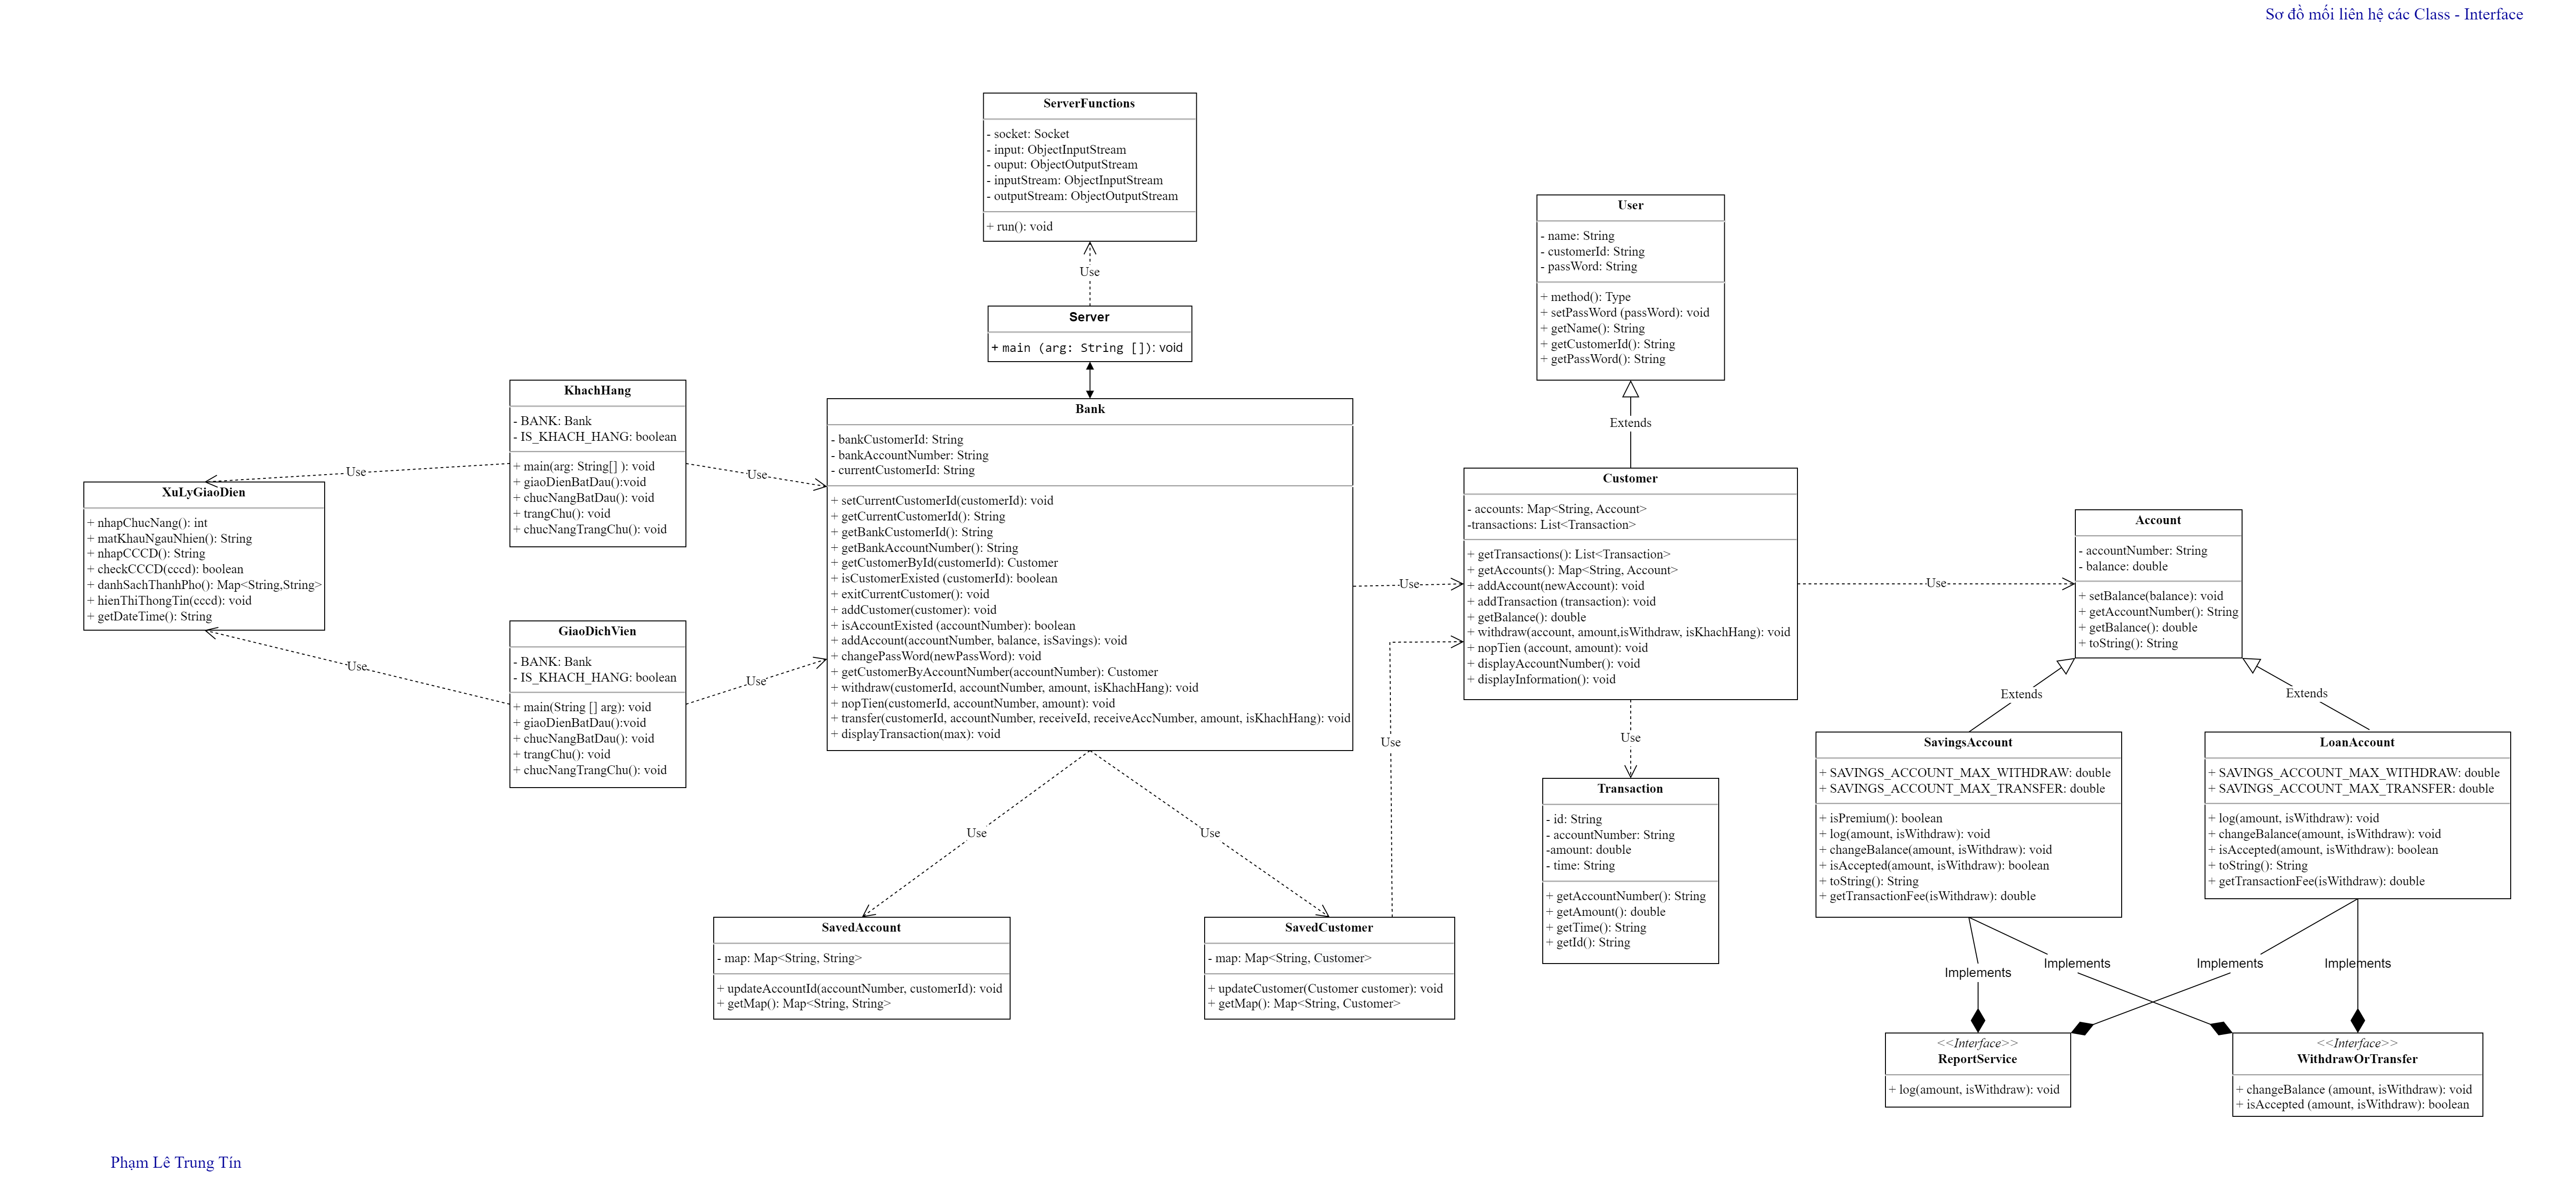 Sơ đồ mối liên hệ các Class - Interface
ServerFunctions
- socket: Socket
- input: ObjectInputStream
- ouput: ObjectOutputStream
- inputStream: ObjectInputStream
- outputStream: ObjectOutputStream
+ run(): void
Use
Server
+ main (arg: String []): void
User
- name: String
- customerId: String
- passWord: String
+ method(): Type
+ setPassWord (passWord): void
+ getName(): String
+ getCustomerId(): String
+ getPassWord(): String
Extends
KhachHang
- BANK: Bank
- IS_KHACH_HANG: boolean
+ main(arg: String[] ): void
+ giaoDienBatDau():void
+ chucNangBatDau(): void
+ trangChu(): void
+ chucNangTrangChu(): void
Use
Use
XuLyGiaoDien
+ nhapChucNang(): int
+ matKhauNgauNhien(): String
+ nhapCCCD(): String
+ checkCCCD(cccd): boolean
+ danhSachThanhPho(): Map<String,String>
+ hienThiThongTin(cccd): void
+ getDateTime(): String
GiaoDichVien
- BANK: Bank
- IS_KHACH_HANG: boolean
+ main(String [] arg): void
+ giaoDienBatDau():void
+ chucNangBatDau(): void
+ trangChu(): void
+ chucNangTrangChu(): void
Use
Use
Bank
- bankCustomerId: String
- bankAccountNumber: String
- currentCustomerId: String
+ setCurrentCustomerId(customerId): void
+ getCurrentCustomerId(): String
+ getBankCustomerId(): String
+ getBankAccountNumber(): String
+ getCustomerById(customerId): Customer
+ isCustomerExisted (customerId): boolean
+ exitCurrentCustomer(): void
+ addCustomer(customer): void
+ isAccountExisted (accountNumber): boolean
+ addAccount(accountNumber, balance, isSavings): void
+ changePassWord(newPassWord): void
+ getCustomerByAccountNumber(accountNumber): Customer
+ withdraw(customerId, accountNumber, amount, isKhachHang): void
+ nopTien(customerId, accountNumber, amount): void
+ transfer(customerId, accountNumber, receiveId, receiveAccNumber, amount, isKhachHang): void
+ displayTransaction(max): void
Use
Use
Customer
- accounts: Map<String, Account>
-transactions: List<Transaction>
+ getTransactions(): List<Transaction>
+ getAccounts(): Map<String, Account>
+ addAccount(newAccount): void
+ addTransaction (transaction): void
+ getBalance(): double
+ withdraw(account, amount,isWithdraw, isKhachHang): void
+ nopTien (account, amount): void
+ displayAccountNumber(): void
+ displayInformation(): void
Use
Use
Account
- accountNumber: String
- balance: double
+ setBalance(balance): void
+ getAccountNumber(): String
+ getBalance(): double
+ toString(): String
Extends
Extends
Transaction
- id: String
- accountNumber: String
-amount: double
- time: String
+ getAccountNumber(): String
+ getAmount(): double
+ getTime(): String
+ getId(): String
SavingsAccount
+ SAVINGS_ACCOUNT_MAX_WITHDRAW: double
+ SAVINGS_ACCOUNT_MAX_TRANSFER: double
+ isPremium(): boolean
+ log(amount, isWithdraw): void
+ changeBalance(amount, isWithdraw): void
+ isAccepted(amount, isWithdraw): boolean
+ toString(): String
+ getTransactionFee(isWithdraw): double
LoanAccount
+ SAVINGS_ACCOUNT_MAX_WITHDRAW: double
+ SAVINGS_ACCOUNT_MAX_TRANSFER: double
+ log(amount, isWithdraw): void
+ changeBalance(amount, isWithdraw): void
+ isAccepted(amount, isWithdraw): boolean
+ toString(): String
+ getTransactionFee(isWithdraw): double
Use
Use
SavedAccount
- map: Map<String, String>
+ updateAccountId(accountNumber, customerId): void
+ getMap(): Map<String, String>
SavedCustomer
- map: Map<String, Customer>
+ updateCustomer(Customer customer): void
+ getMap(): Map<String, Customer>
Implements
Implements
Implements
Implements
<<Interface>>
ReportService
+ log(amount, isWithdraw): void
<<Interface>>
WithdrawOrTransfer
+ changeBalance (amount, isWithdraw): void
+ isAccepted (amount, isWithdraw): boolean
Phạm Lê Trung Tín